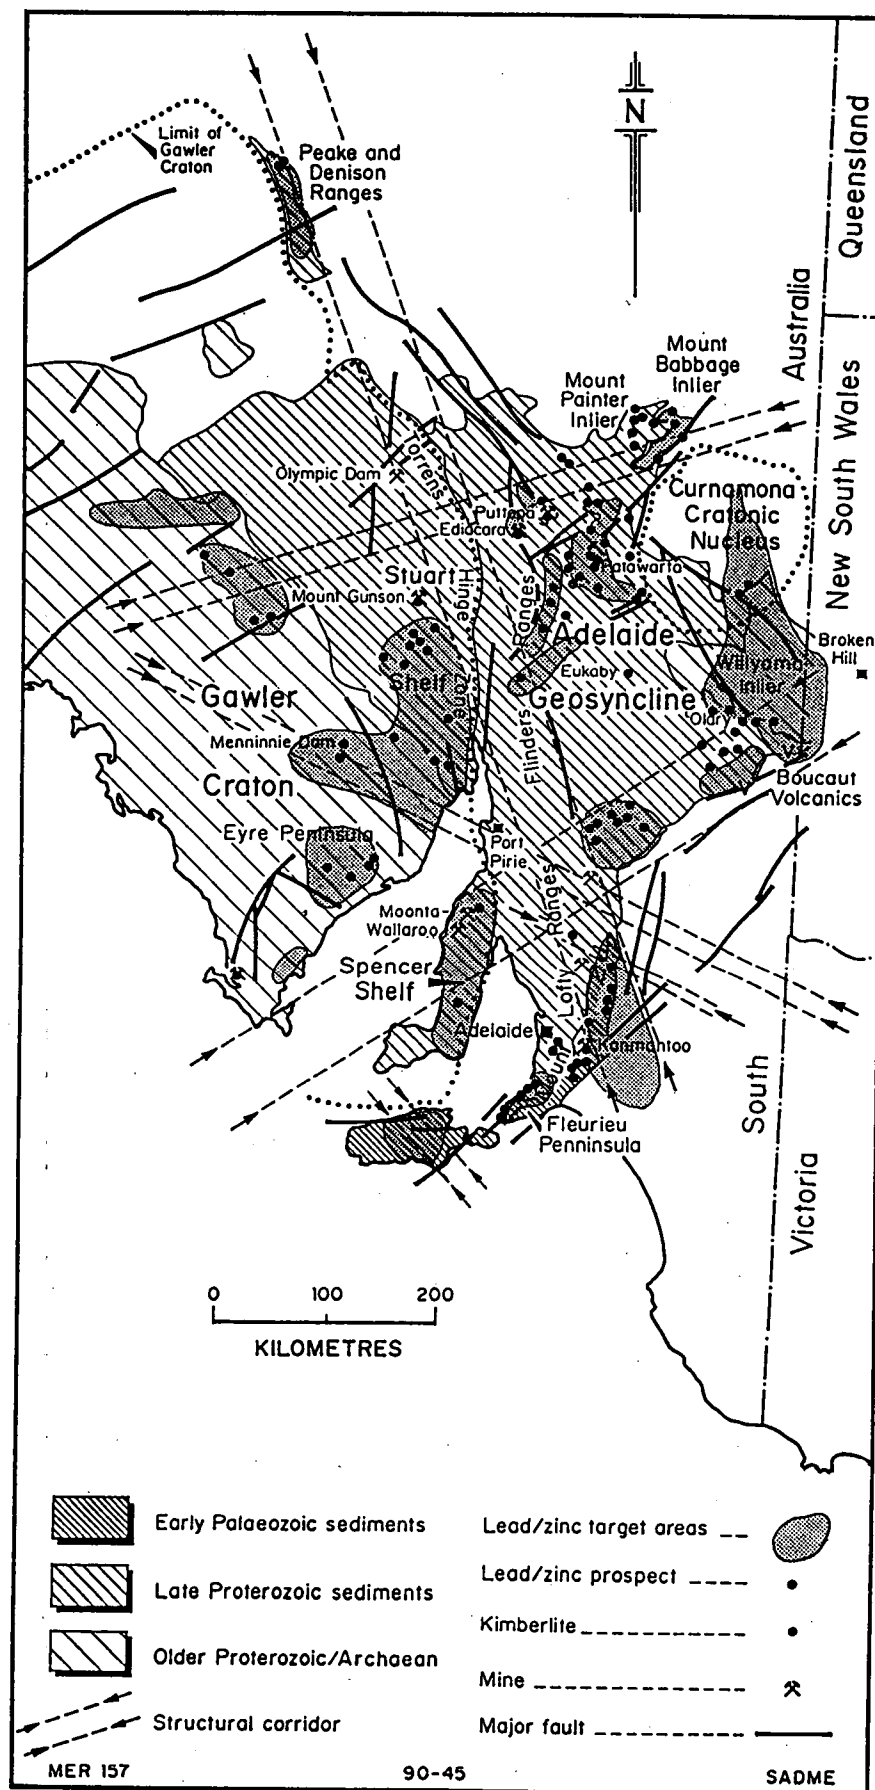 Limit of
Gawler
Craton
Peake and
Denison
Ranges
N
Queensland
Australia
New South Wales
Mount
Babbage
Inlier
Mount
Painter
Inlier
Torrens
Olympic Dam
Puttapa
Ediacara
Curnamona
Cratonic
Nucleus
Stuart
Hinge
Patawarta
Mount Gunson
Ranges
Adelaide
Broken
Hill
Willyama
Inlier
Eukaby
Gawler
Shelf
Zone
Geosyncline
Olary
Flinders
Menninnie Dam
Craton
Boucaut
Volcanics
Eyre Peninsula
Port
Pirie
Ranges
Moonta-
Wallaroo
Spencer
Shelf
Lofty
Adelaide
Kanmantoo
Mount
Fleurieu
Penninsula
South
Victoria
0 100 200
KILOMETRES
Early Palaeozoic sediments
Late Proterozoic sediments
Older Proterozoic/Archaean
Structural corridor
Lead/zinc target areas
Lead/zinc prospect
Kimberlite
Mine
Major fault
MER 157 90-45 SADME